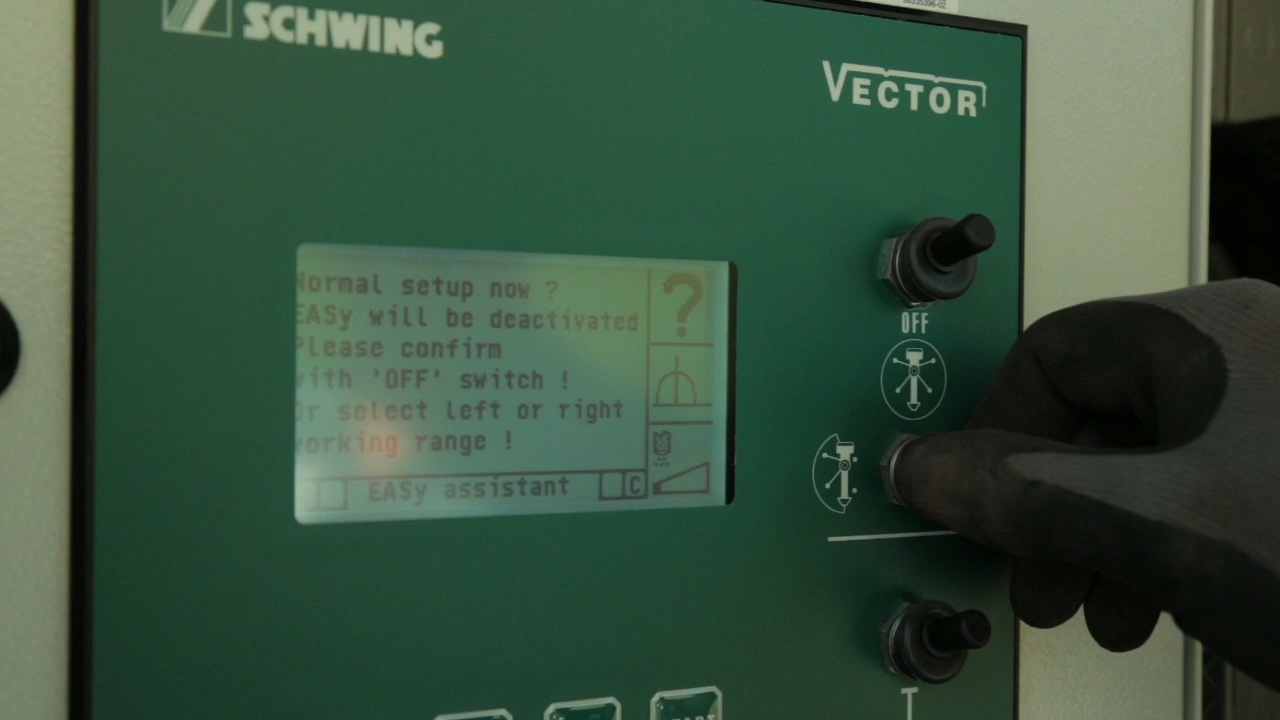 SCHWING
VECTOR
Normal setup now ?
EASy will be deactivated
Please confirm
with 'OFF' switch !
Or select left or right
working range !
EASy assistant
C
?
OFF